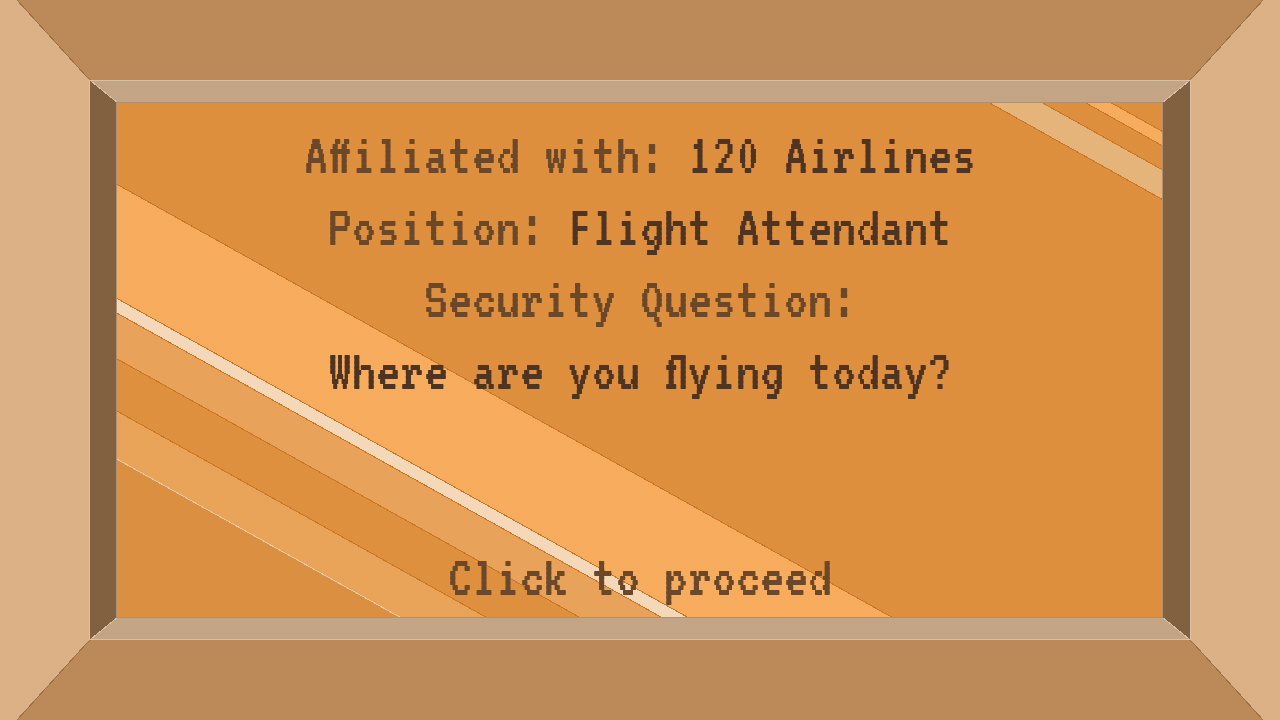 Affiliated with: 120 Airlines
Position: Flight Attendant
Security Question:
Where are you flying today?
Click to proceed